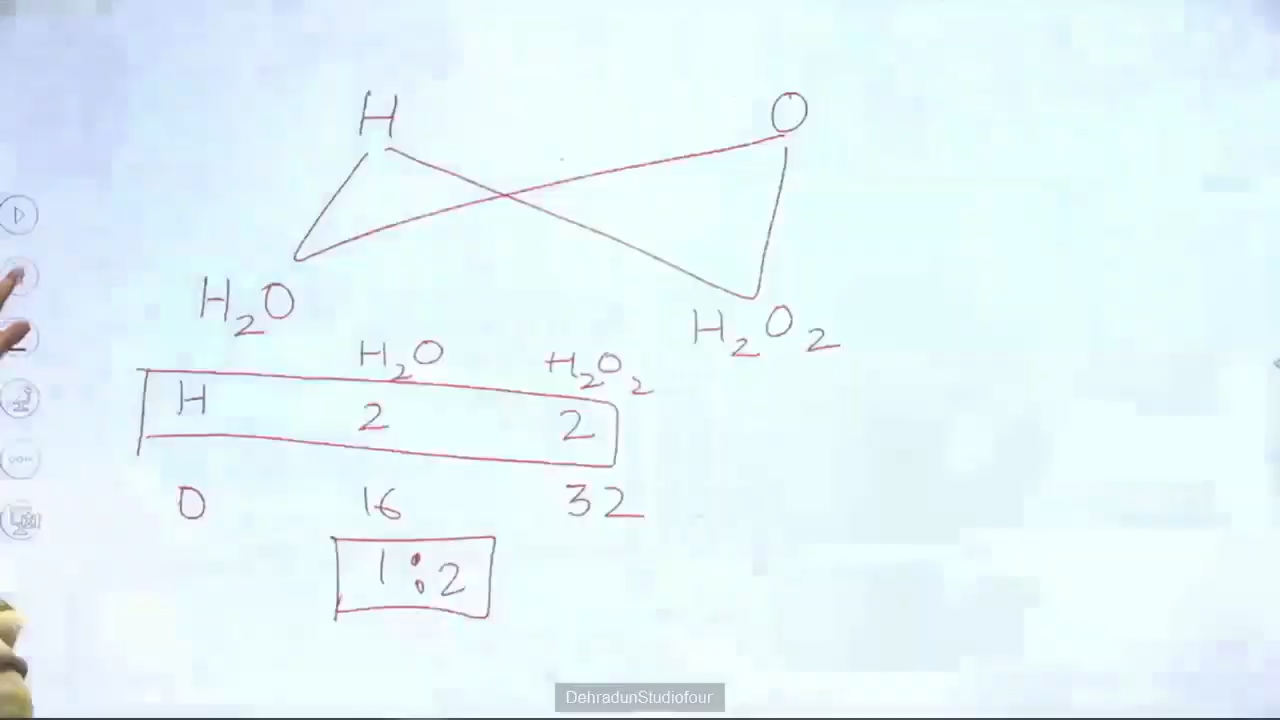 H O
H2O
H2O2
H2O H2O2
H 2 2
O 16 32
1:2
DehradunStudiofour